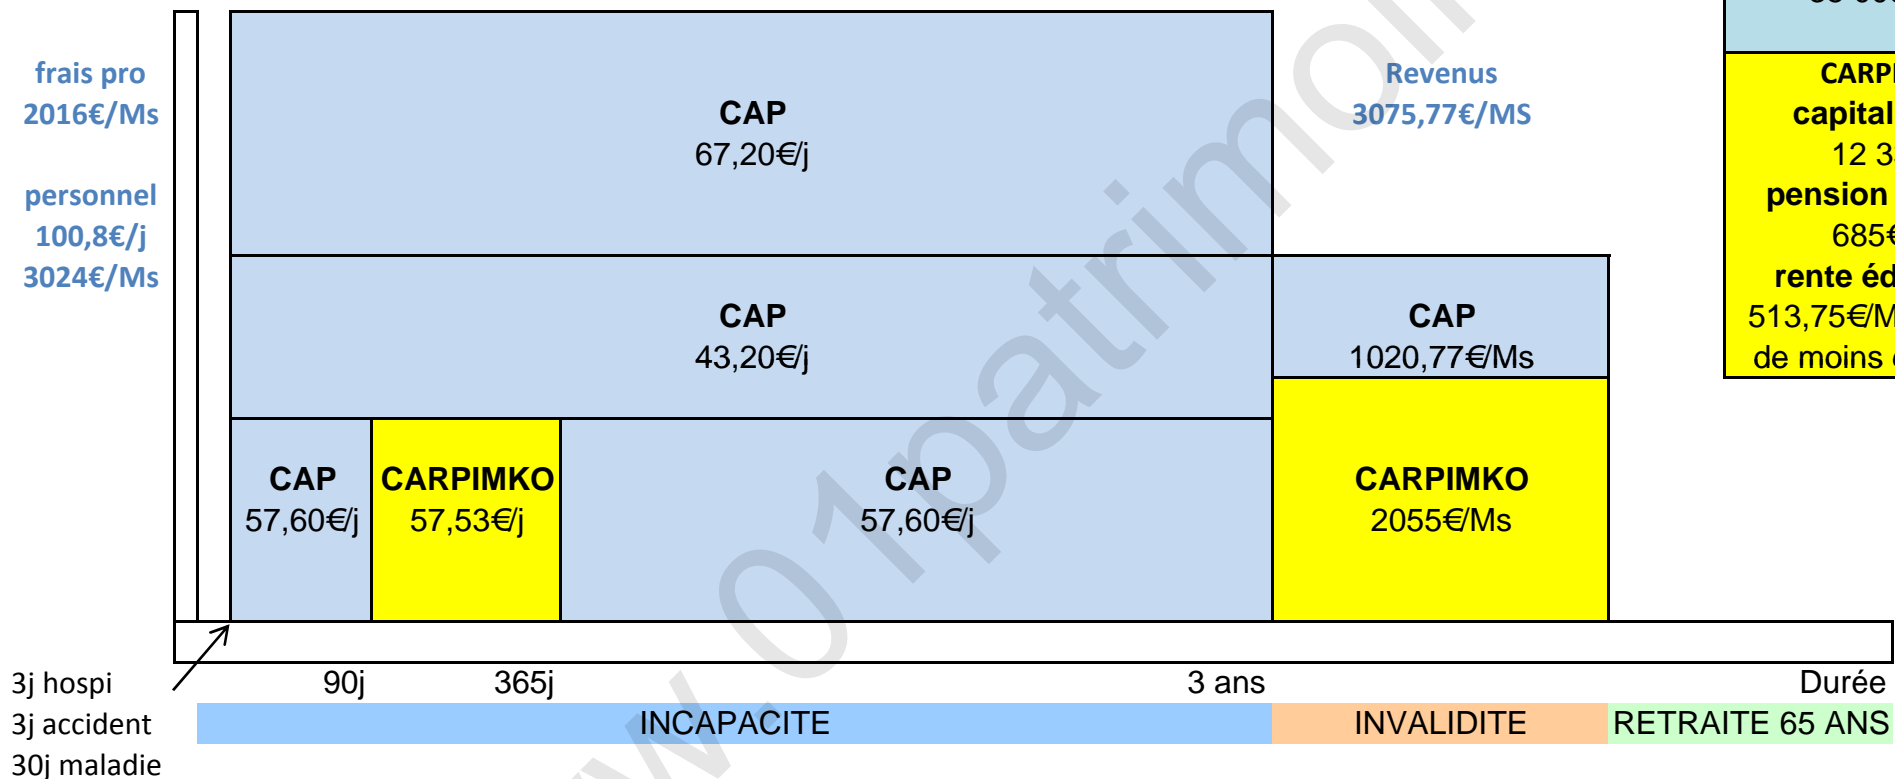 frais pro
2016€/Ms
personnel
100,8€/j
3024€/Ms
CAP
67,20€/j
Revenus
3075,77€/MS
CAP
43,20€/j
CAP
1020,77€/Ms
CAP
57,60€/j
CARPIMKO
57,53€/j
CAP
57,60€/j
CARPIMKO
2055€/Ms
capital
12
pension
685€
rente
513,75€/M
de moins
3j hospi
3j accident
30j maladie
90j
365j
3 ans
Durée
INCAPACITE
INVALIDITE
RETRAITE 65 ANS
w.01patrimoi